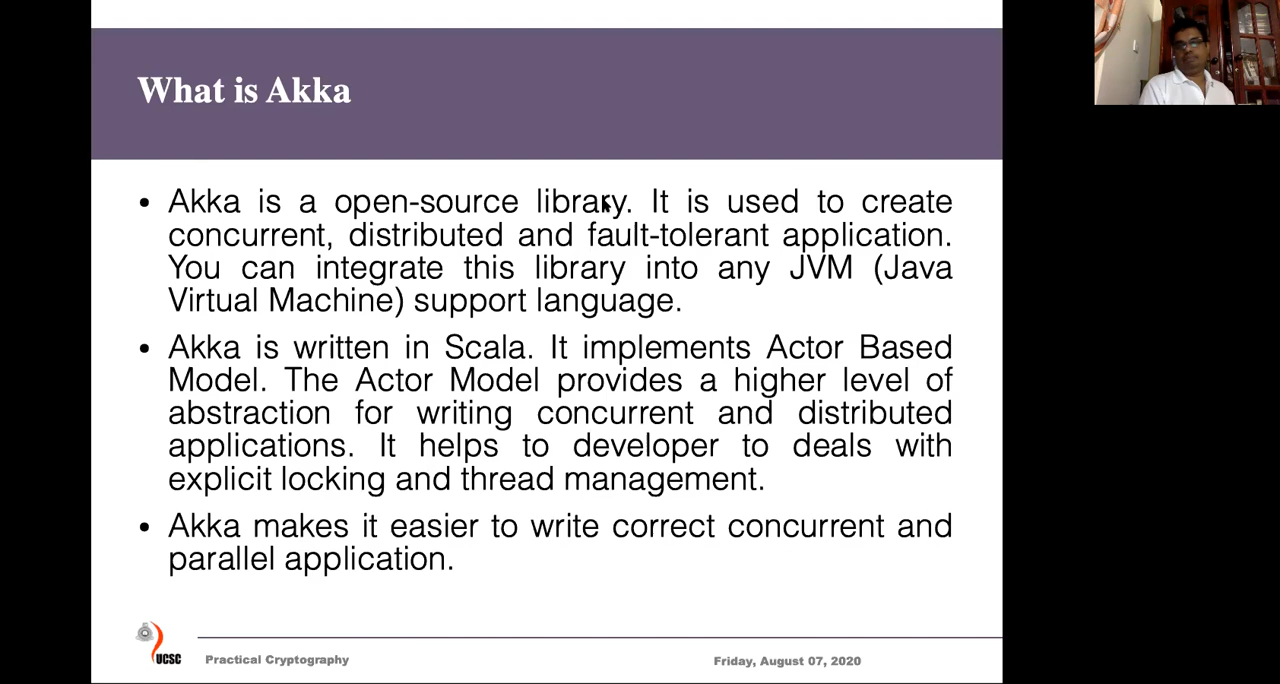 What is Akka
• Akka is a open-source library. It is used to create
concurrent, distributed and fault-tolerant application.
You can integrate this library into any JVM (Java
Virtual Machine) support language.
• Akka is written in Scala. It implements Actor Based
Model. The Actor Model provides a higher level of
abstraction for writing concurrent and distributed
applications. It helps to developer to deals with
explicit locking and thread management.
• Akka makes it easier to write correct concurrent and
parallel application.
UCSC
Practical Cryptography
Friday, August 07, 2020